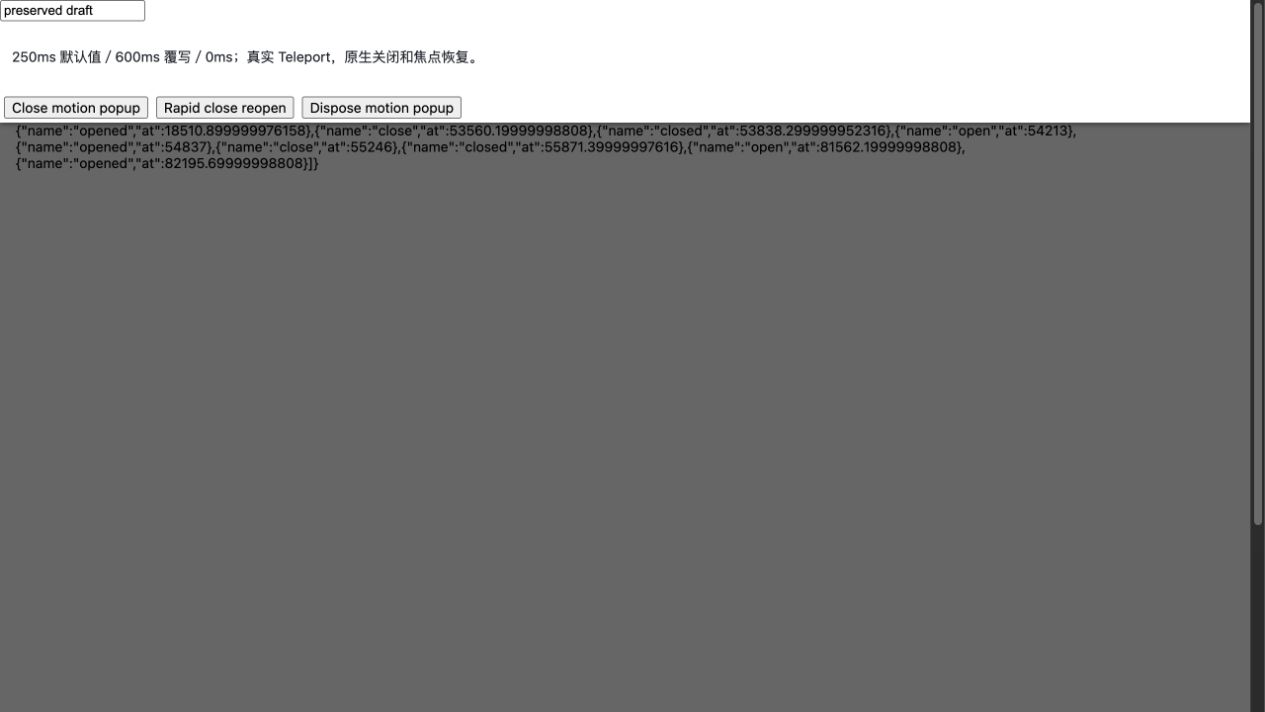 preserved draft
250ms 默认值 / 600ms 覆写 / 0ms；真实 Teleport，原生关闭和焦点恢复。
Close motion popup Rapid close reopen Dispose motion popup
{"name":"opened","at":18510.899999976158},{"name":"close","at":53560.19999998808},{"name":"closed","at":53838.299999952316},{"name":"open","at":54213},
{"name":"opened","at":54837},{"name":"close","at":55246},{"name":"closed","at":55871.39999997616},{"name":"open","at":81562.19999998808},
{"name":"opened","at":82195.69999998808}]}